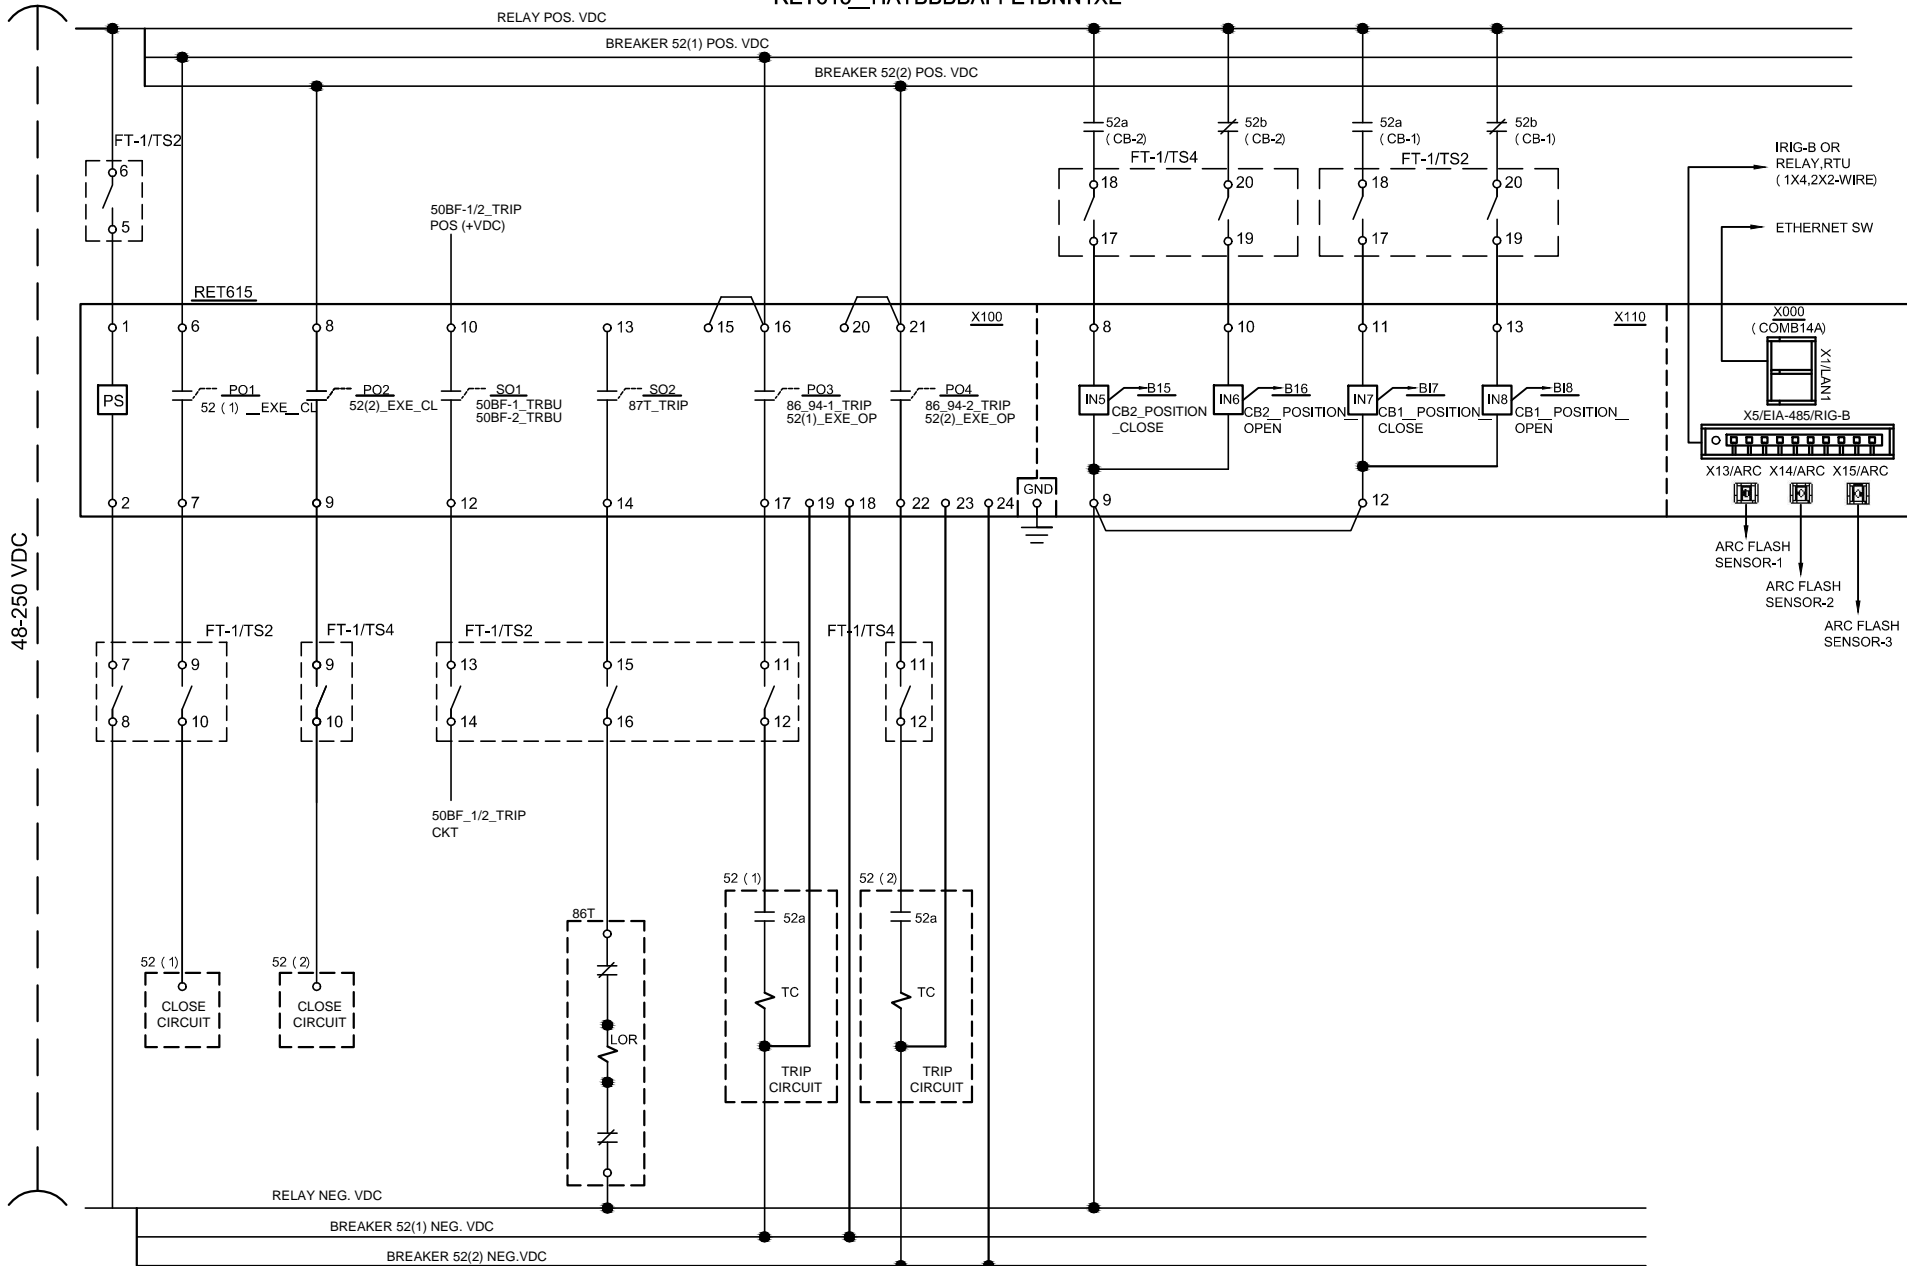 RELAY POS. VDC
BREAKER 52(1) POS. VDC
BREAKER 52(2) POS. VDC
FT-1/TS2
6
5
50BF-1/2_TRIP
POS (+VDC)
52a
( CB-2)
52b
( CB-2)
52a
( CB-1)
52b
( CB-1)
FT-1/TS4
FT-1/TS2
18
20
18
20
17
19
17
19
IRIG-B OR
RELAY,RTU
( 1X4,2X2-WIRE)
ETHERNET SW
48-250 VDC
RET615
1
6
8
10
13
15
16
20
21
X100
8
10
11
13
X110
X000
( COMB14A)
X1/LAN1
PS
PO1
52 ( 1) __EXE__CL
PO2
52(2)_EXE_CL
SO1
50BF-1_TRBU
50BF-2_TRBU
SO2
87T_TRIP
PO3
86_94-1_TRIP
52(1)_EXE_OP
PO4
86_94-2_TRIP
52(2)_EXE_OP
IN5
B15
CB2_POSITION
_CLOSE
IN6
B16
CB2__POSITION__
OPEN
IN7
BI7
CB1__POSITION__
CLOSE
IN8
BI8
CB1__POSITION__
OPEN
X5/EIA-485/RIG-B
X13/ARC X14/ARC X15/ARC
2
7
9
12
14
17
19
18
22
23
24
GND
9
12
ARC FLASH
SENSOR-1
ARC FLASH
SENSOR-2
ARC FLASH
SENSOR-3
FT-1/TS2
FT-1/TS4
FT-1/TS2
FT-1/TS4
7
9
9
13
15
11
11
8
10
10
14
16
12
12
50BF_1/2_TRIP
CKT
52 ( 1)
CLOSE
CIRCUIT
52 ( 2)
CLOSE
CIRCUIT
86T
LOR
52 ( 1)
52a
TC
TRIP
CIRCUIT
52 ( 2)
52a
TC
TRIP
CIRCUIT
RELAY NEG. VDC
BREAKER 52(1) NEG. VDC
BREAKER 52(2) NEG.VDC